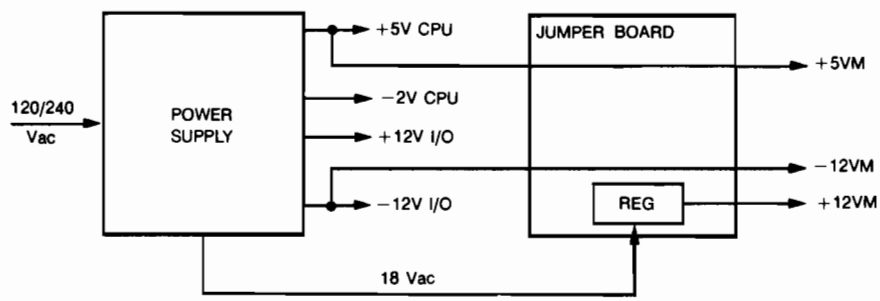 120/240
Vac
POWER
SUPPLY
+5V CPU
−2V CPU
+12V I/O
−12V I/O
JUMPER BOARD
REG
+5VM
−12VM
+12VM
18 Vac